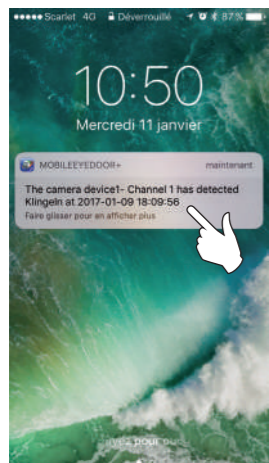 Scarlet 4G Déverrouillé 87%
10:50
Mercredi 11 janvier
MOBILEEYEDOOR+ maintenant
The camera device1- Channel 1 has detected
Klingeln at 2017-01-09 18:09:56
Faire glisser pour en afficher plus
pour